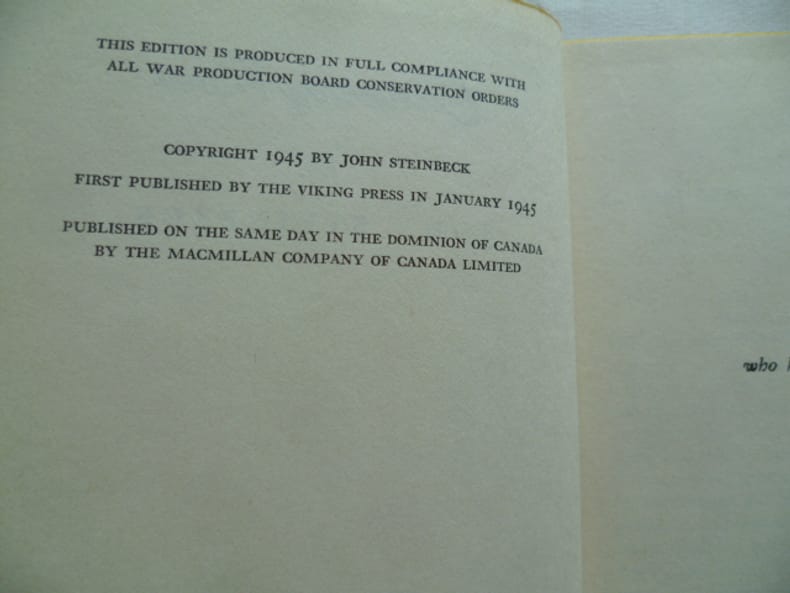 THIS EDITION IS PRODUCED IN FULL COMPLIANCE WITH
ALL WAR PRODUCTION BOARD CONSERVATION ORDERS
COPYRIGHT 1945 BY JOHN STEINBECK
FIRST PUBLISHED BY THE VIKING PRESS IN JANUARY 1945
PUBLISHED ON THE SAME DAY IN THE DOMINION OF CANADA
BY THE MACMILLAN COMPANY OF CANADA LIMITED
who